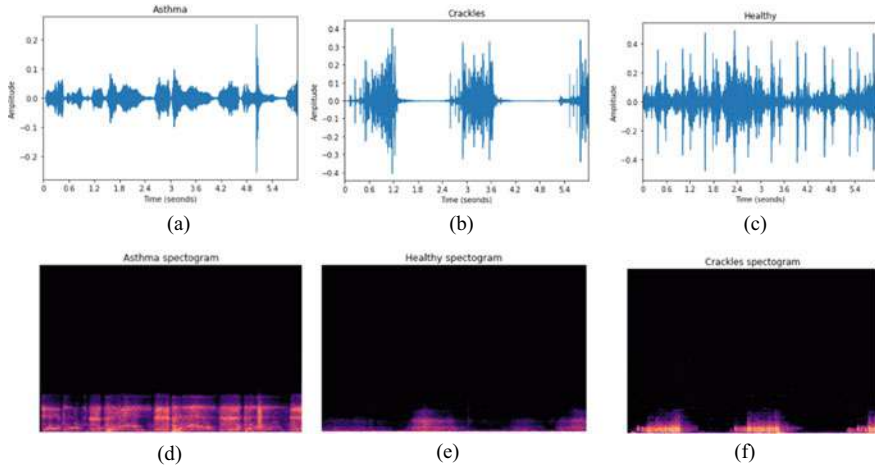 Asthma
Crackles
Healthy
Amplitude
0.2
0.1
0.0
−0.1
−0.2
0 0.6 1.2 1.8 2.4 3 3.6 4.2 4.8 5.4
Time (seonds)
Amplitude
0.4
0.3
0.2
0.1
0.0
−0.1
−0.2
−0.3
−0.4
0 0.6 1.2 1.8 2.4 3 3.6 4.2 4.8 5.4
Time (seonds)
Amplitude
0.4
0.2
0.0
−0.2
−0.4
0 0.6 1.2 1.8 2.4 3 3.6 4.2 4.8 5.4
Time (seonds)
(a)
(b)
(c)
Asthma spectogram
Healthy spectogram
Crackles spectogram
(d)
(e)
(f)